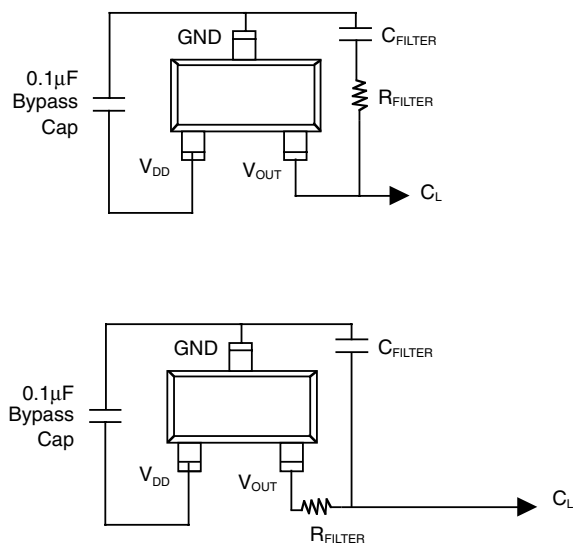 GND
C_FILTER
0.1μF
Bypass
Cap
R_FILTER
V_DD
V_OUT
C_L
GND
C_FILTER
0.1μF
Bypass
Cap
V_DD
V_OUT
C_L
R_FILTER